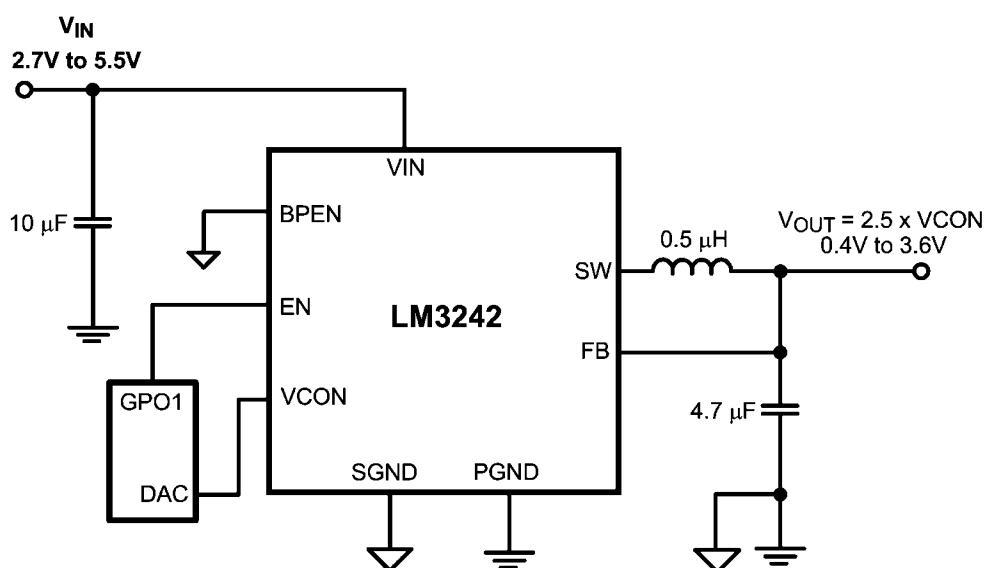 VIN
2.7V to 5.5V
VIN
BPEN
10 μF
EN
GPO1
VCON
DAC
LM3242
SGND
PGND
SW
FB
0.5 μH
VOUT = 2.5 x VCON
0.4V to 3.6V
4.7 μF